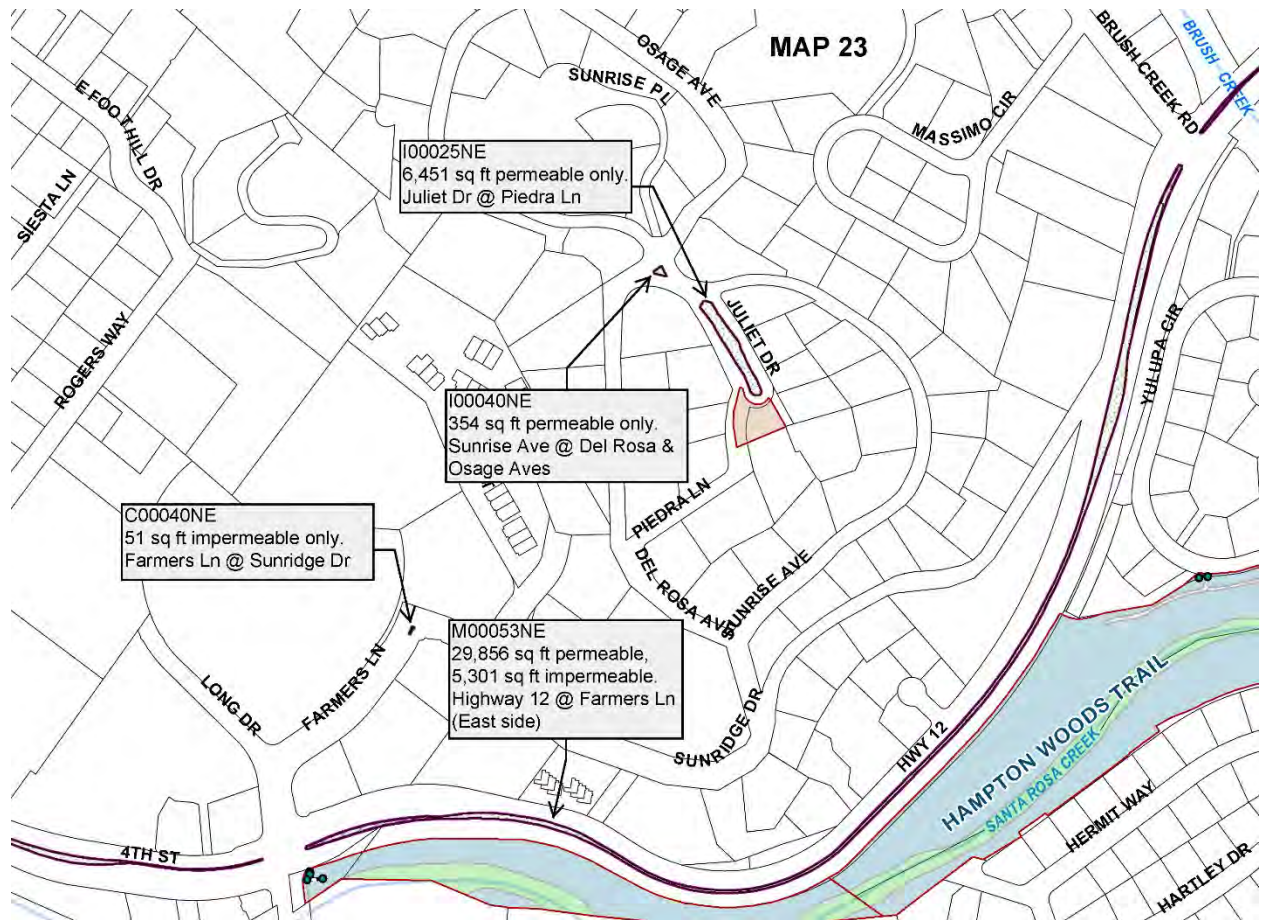 MAP 23
OSAGE AVE
SUNRISE PL
BRUSH CREEK RD
BRUSH CREEK
MASSIMO CIR
E FOOTHILL DR
SIESTA LN
ROGERS WAY
I00025NE
6,451 sq ft permeable only.
Juliet Dr @ Piedra Ln
JULIET DR
YULUPA CIR
I00040NE
354 sq ft permeable only.
Sunrise Ave @ Del Rosa &
Osage Aves
PIEDRA LN
DEL ROSA AVE
SUNRISE AVE
C00040NE
51 sq ft impermeable only.
Farmers Ln @ Sunridge Dr
M00053NE
29,856 sq ft permeable,
5,301 sq ft impermeable.
Highway 12 @ Farmers Ln
(East side)
LONG DR
FARMERS LN
SUNRIDGE DR
HWY 12
HAMPTON WOODS TRAIL
SANTA ROSA CREEK
HERMIT WAY
HARTLEY DR
4TH ST